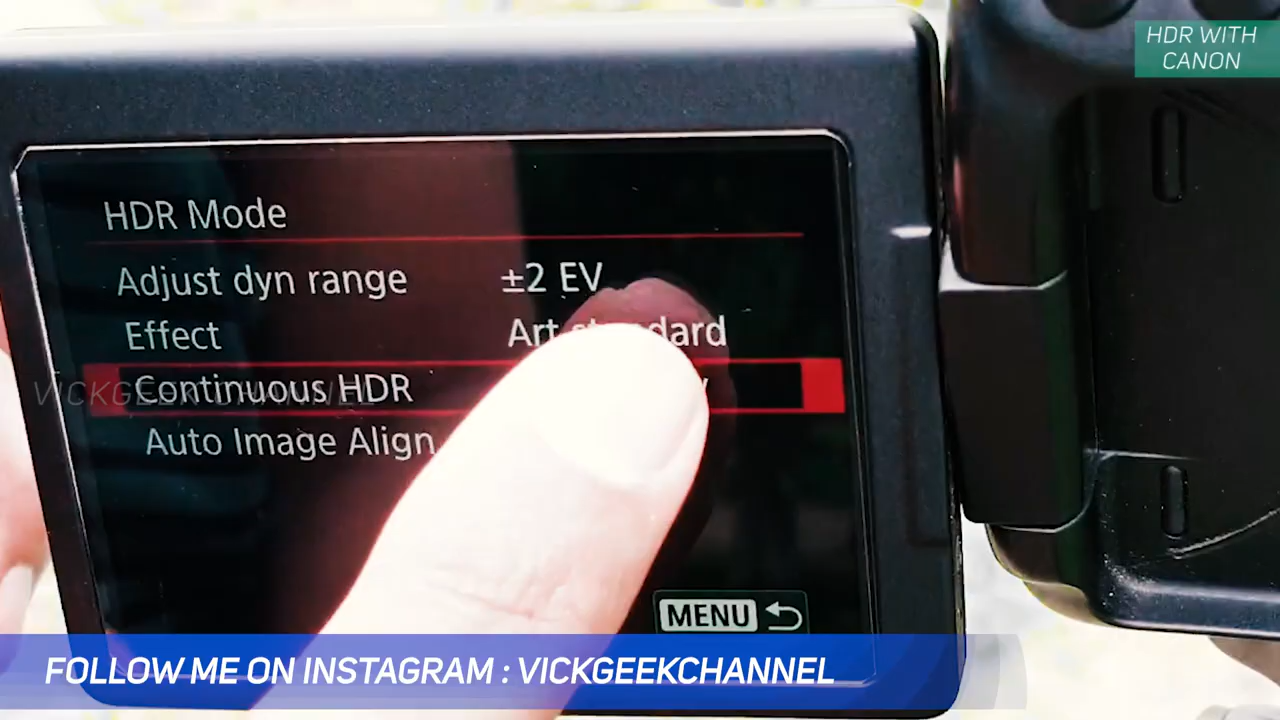 HDR WITH
CANON
HDR Mode
Adjust dyn range ±2 EV
Effect Art standard
Continuous HDR
VICKGEEK CHANNEL
Auto Image Align
MENU
FOLLOW ME ON INSTAGRAM : VICKGEEKCHANNEL